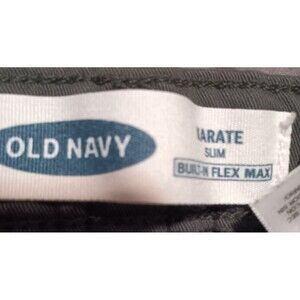 OLD NAVY
KARATE
SLIM
BUILT-IN FLEX MAX